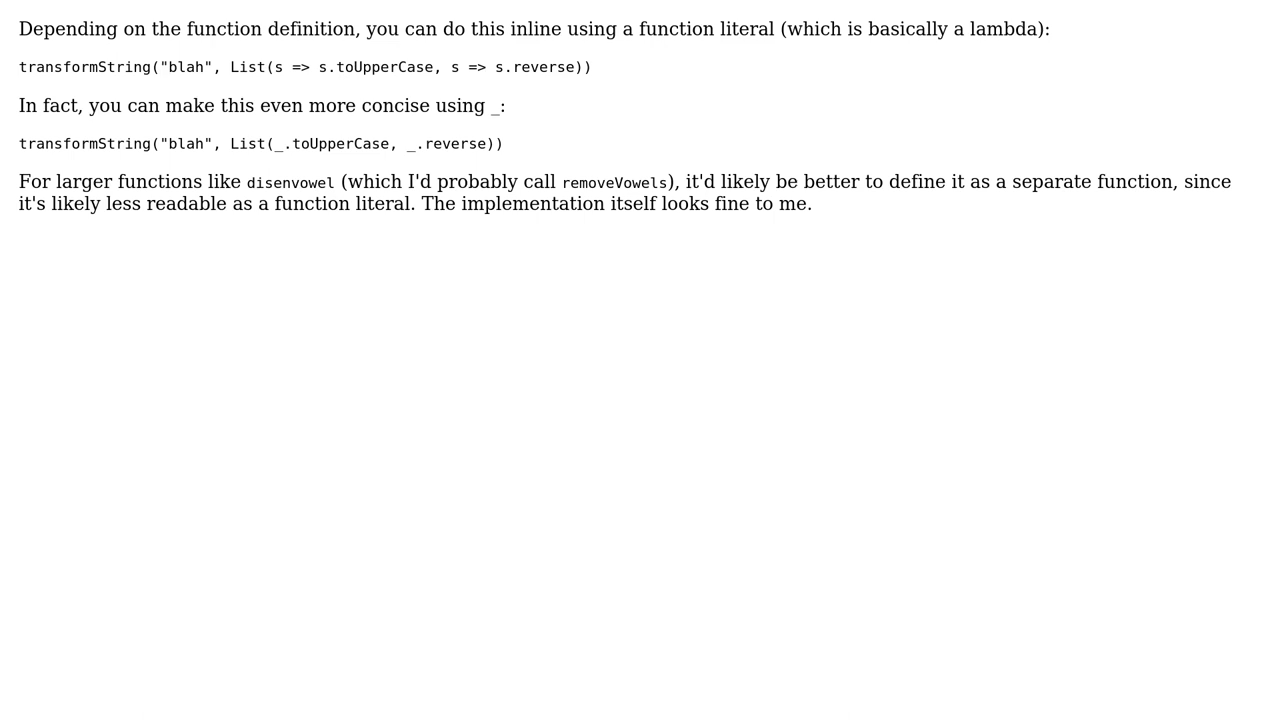 Depending on the function definition, you can do this inline using a function literal (which is basically a lambda):
transformString("blah", List(s => s.toUpperCase, s => s.reverse))
In fact, you can make this even more concise using _:
transformString("blah", List(_.toUpperCase, _.reverse))
For larger functions like disenvowel (which I'd probably call removeVowels), it'd likely be better to define it as a separate function, since
it's likely less readable as a function literal. The implementation itself looks fine to me.